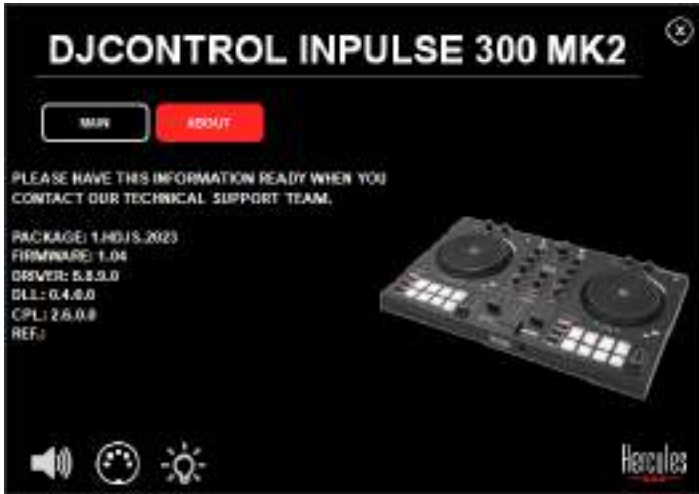 DJCONTROL INPULSE 300 MK2
MAIN
ABOUT
PLEASE HAVE THIS INFORMATION READY WHEN YOU
CONTACT OUR TECHNICAL SUPPORT TEAM.
PACKAGE: 1.HDJS.2023
FIRMWARE: 1.04
DRIVER: 5.8.9.0
DLL: 0.4.0.0
CPL: 2.6.0.0
REF.:
Hercules